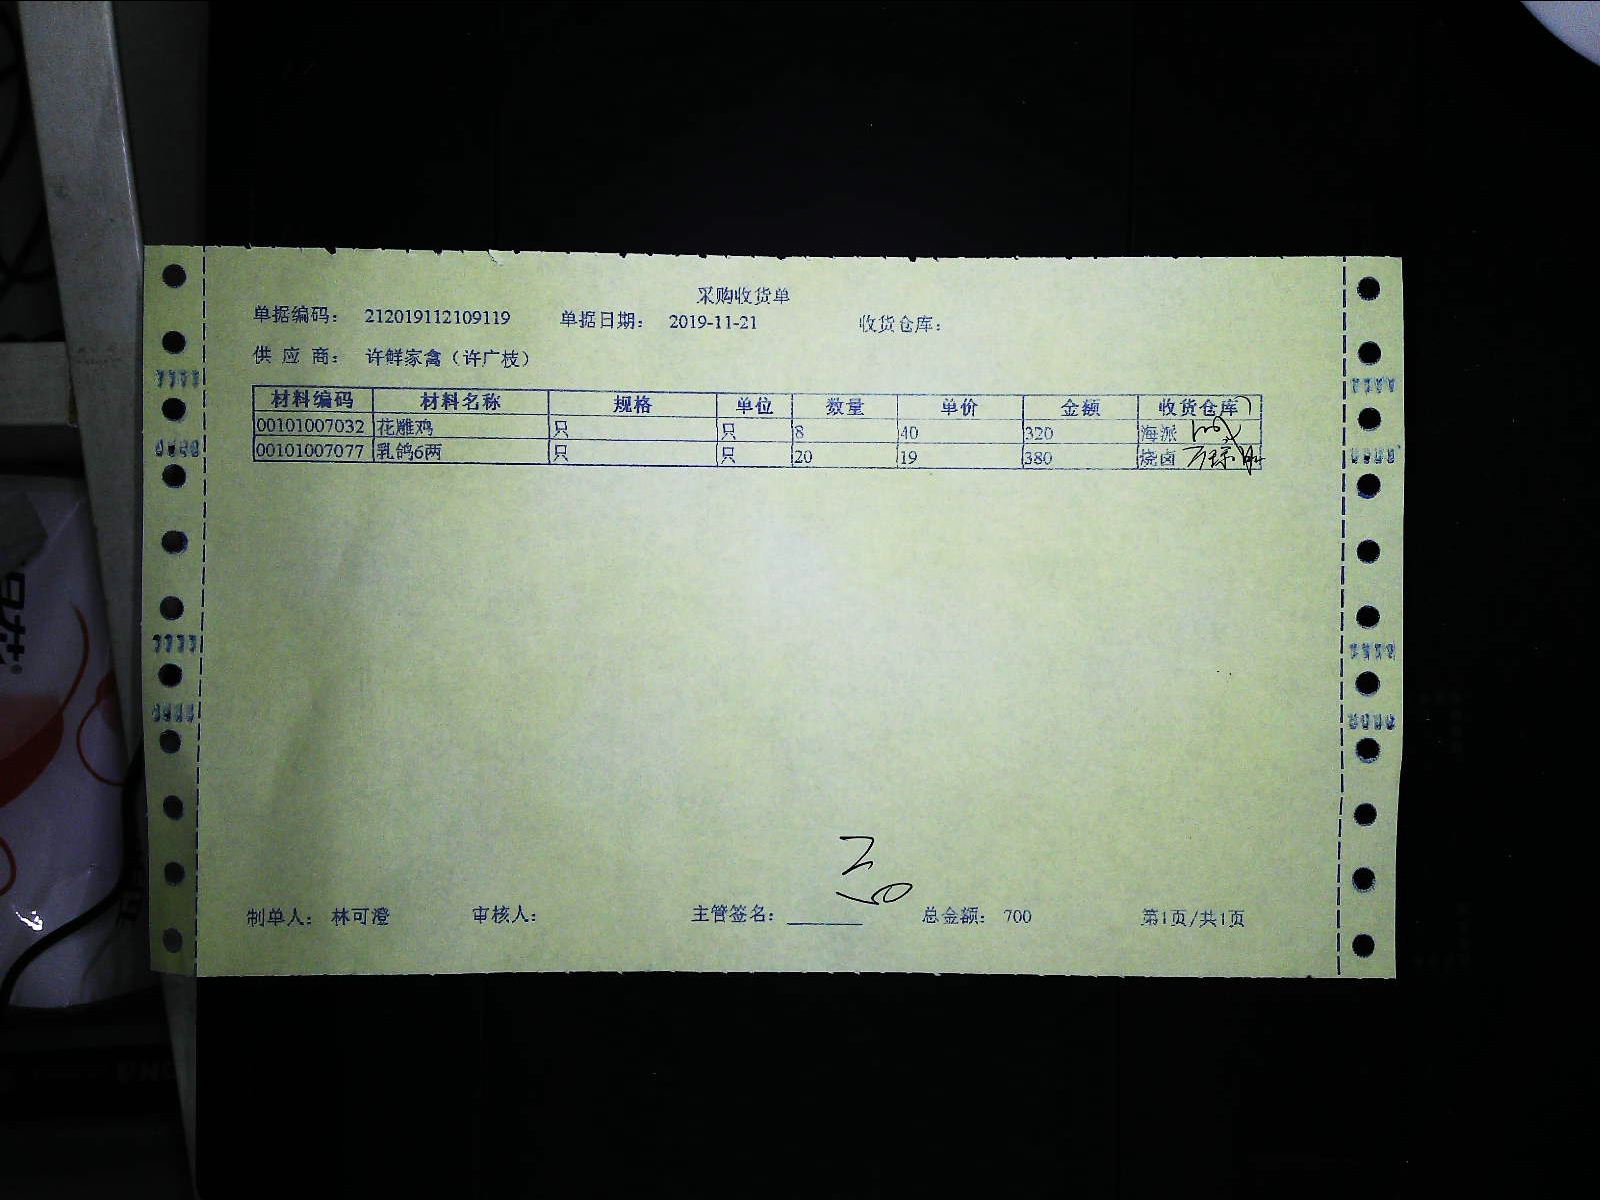 采购收货单
单据编码： 212019112109119 单据日期： 2019-11-21 收货仓库：
供 应 商： 许鲜家禽（许广枝）
材料编码 材料名称 规格 单位 数量 单价 金额 收货仓库
00101007032 花雕鸡 只 只 8 40 320 海派
00101007077 乳鸽6两 只 只 20 19 380 烧卤
制单人： 林可澄 审核人： 主管签名： 总金额： 700 第1页/共1页